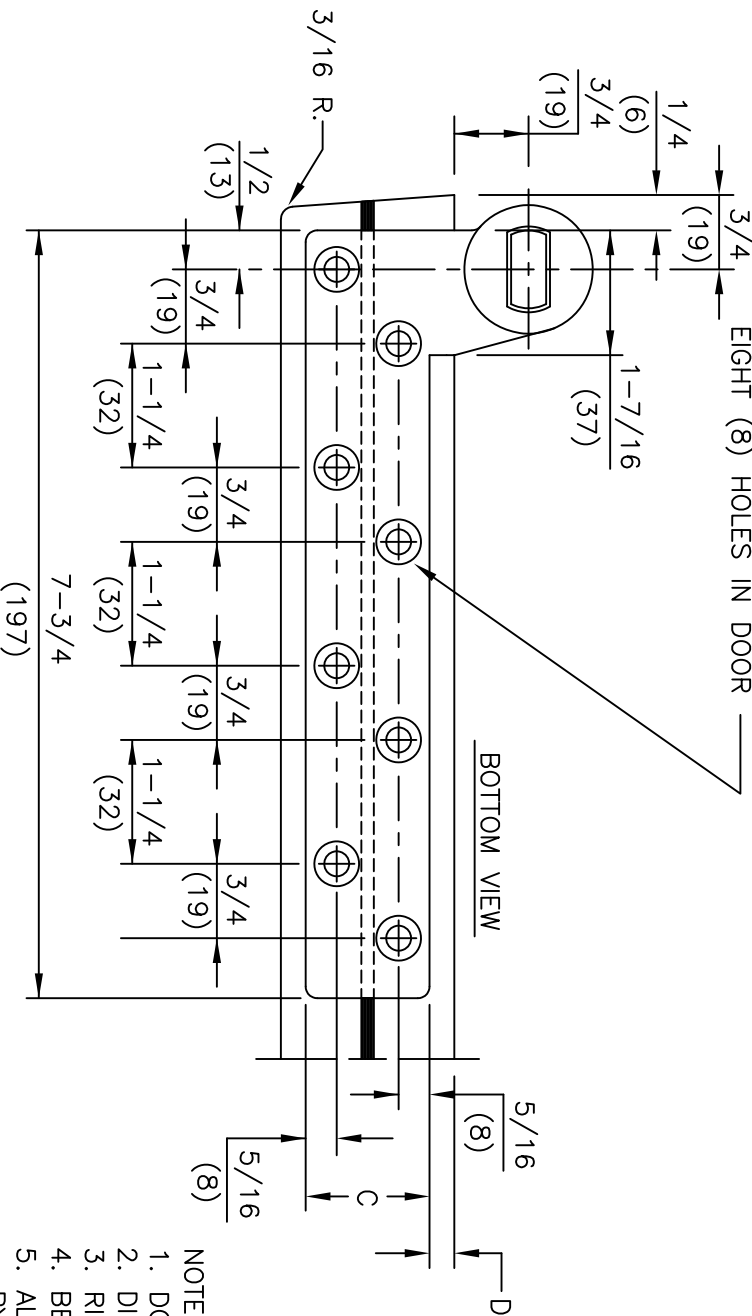 EIGHT (8) HOLES IN DOOR
3/4
(19)
1/4
(6)
3/4
(19)
1-7/16
(37)
3/16 R.
1/2
(13)
3/4
(19)
1-1/4
(32)
3/4
(19)
1-1/4
(32)
3/4
(19)
1-1/4
(32)
3/4
(19)
7-3/4
(197)
BOTTOM VIEW
5/16
(8)
5/16
(8)
C
D
NOTE
1. DO
2. DI
3. RI
4. BE
5. AL